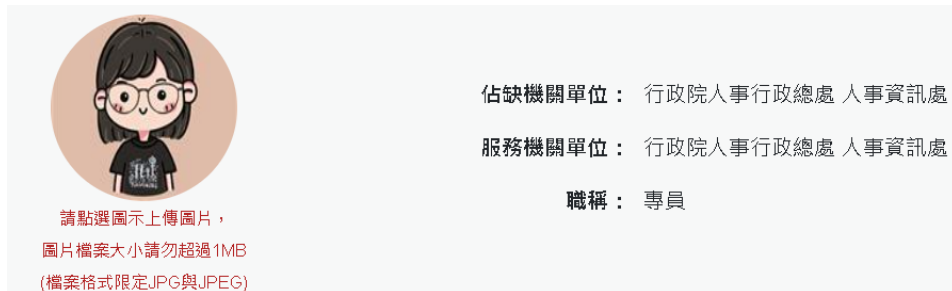 佔缺機關單位： 行政院人事行政總處 人事資訊處
服務機關單位： 行政院人事行政總處 人事資訊處
職稱： 專員
請點選圖示上傳圖片，
圖片檔案大小請勿超過1MB
(檔案格式限定JPG與JPEG)